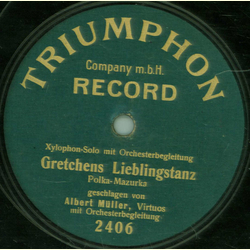 TRIUMPHON
Company m.b.H.
RECORD
Xylophon-Solo mit Orchesterbegleitung
Gretchens Lieblingstanz
Polka-Mazurka
geschlagen von
Albert Müller, Virtuos
mit Orchesterbegleitung
2406